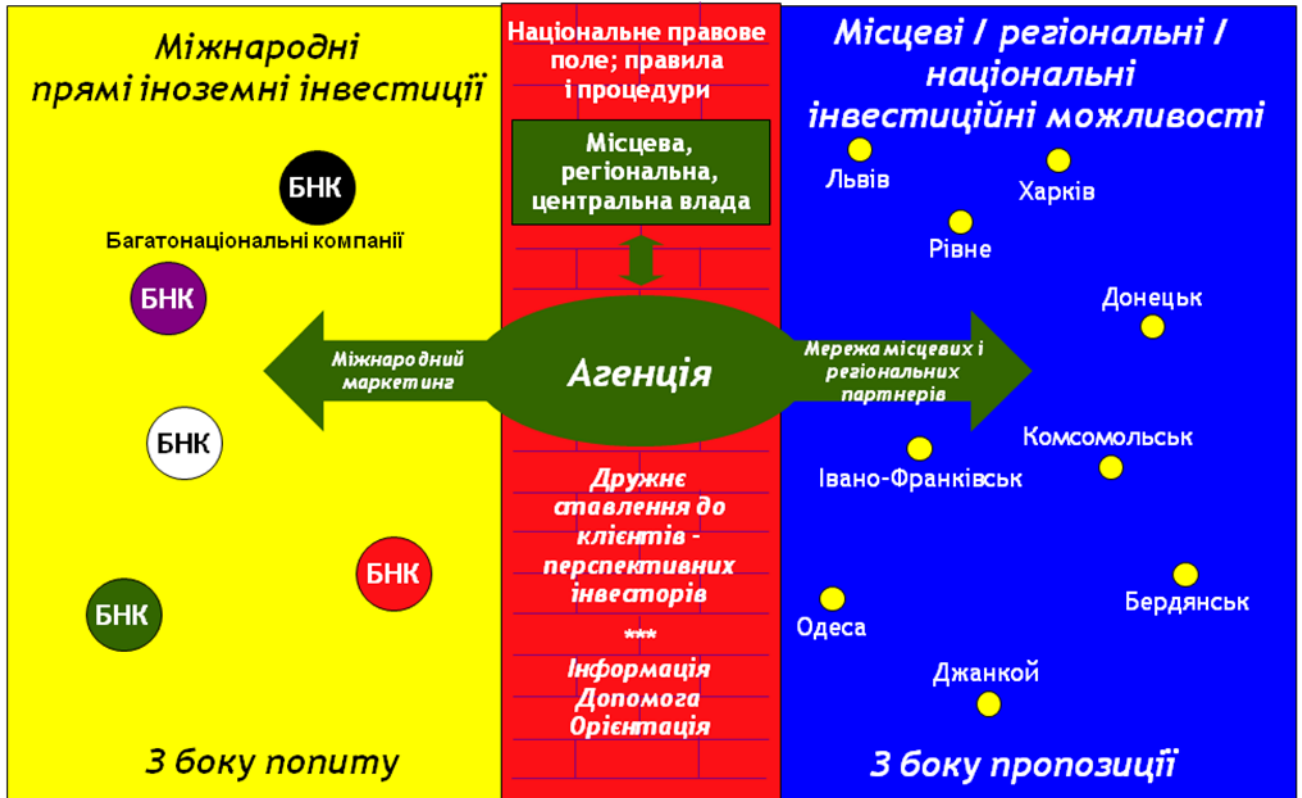 Міжнародні
прямі іноземні інвестиції
БНК
Багатонаціональні компанії
БНК
БНК
БНК
БНК
З боку попиту
Національне правове
поле; правила
і процедури
Місцева,
регіональна,
центральна влада
Міжнародний
маркетинг
Агенція
Мережа місцевих і
регіональних
партнерів
Дружнє
ставлення до
клієнтів -
перспективних
інвесторів
***
Інформація
Допомога
Орієнтація
Місцеві / регіональні /
національні
інвестиційні можливості
Львів
Харків
Рівне
Донецьк
Комсомольськ
Івано-Франківськ
Бердянськ
Одеса
Джанкой
З боку пропозиції